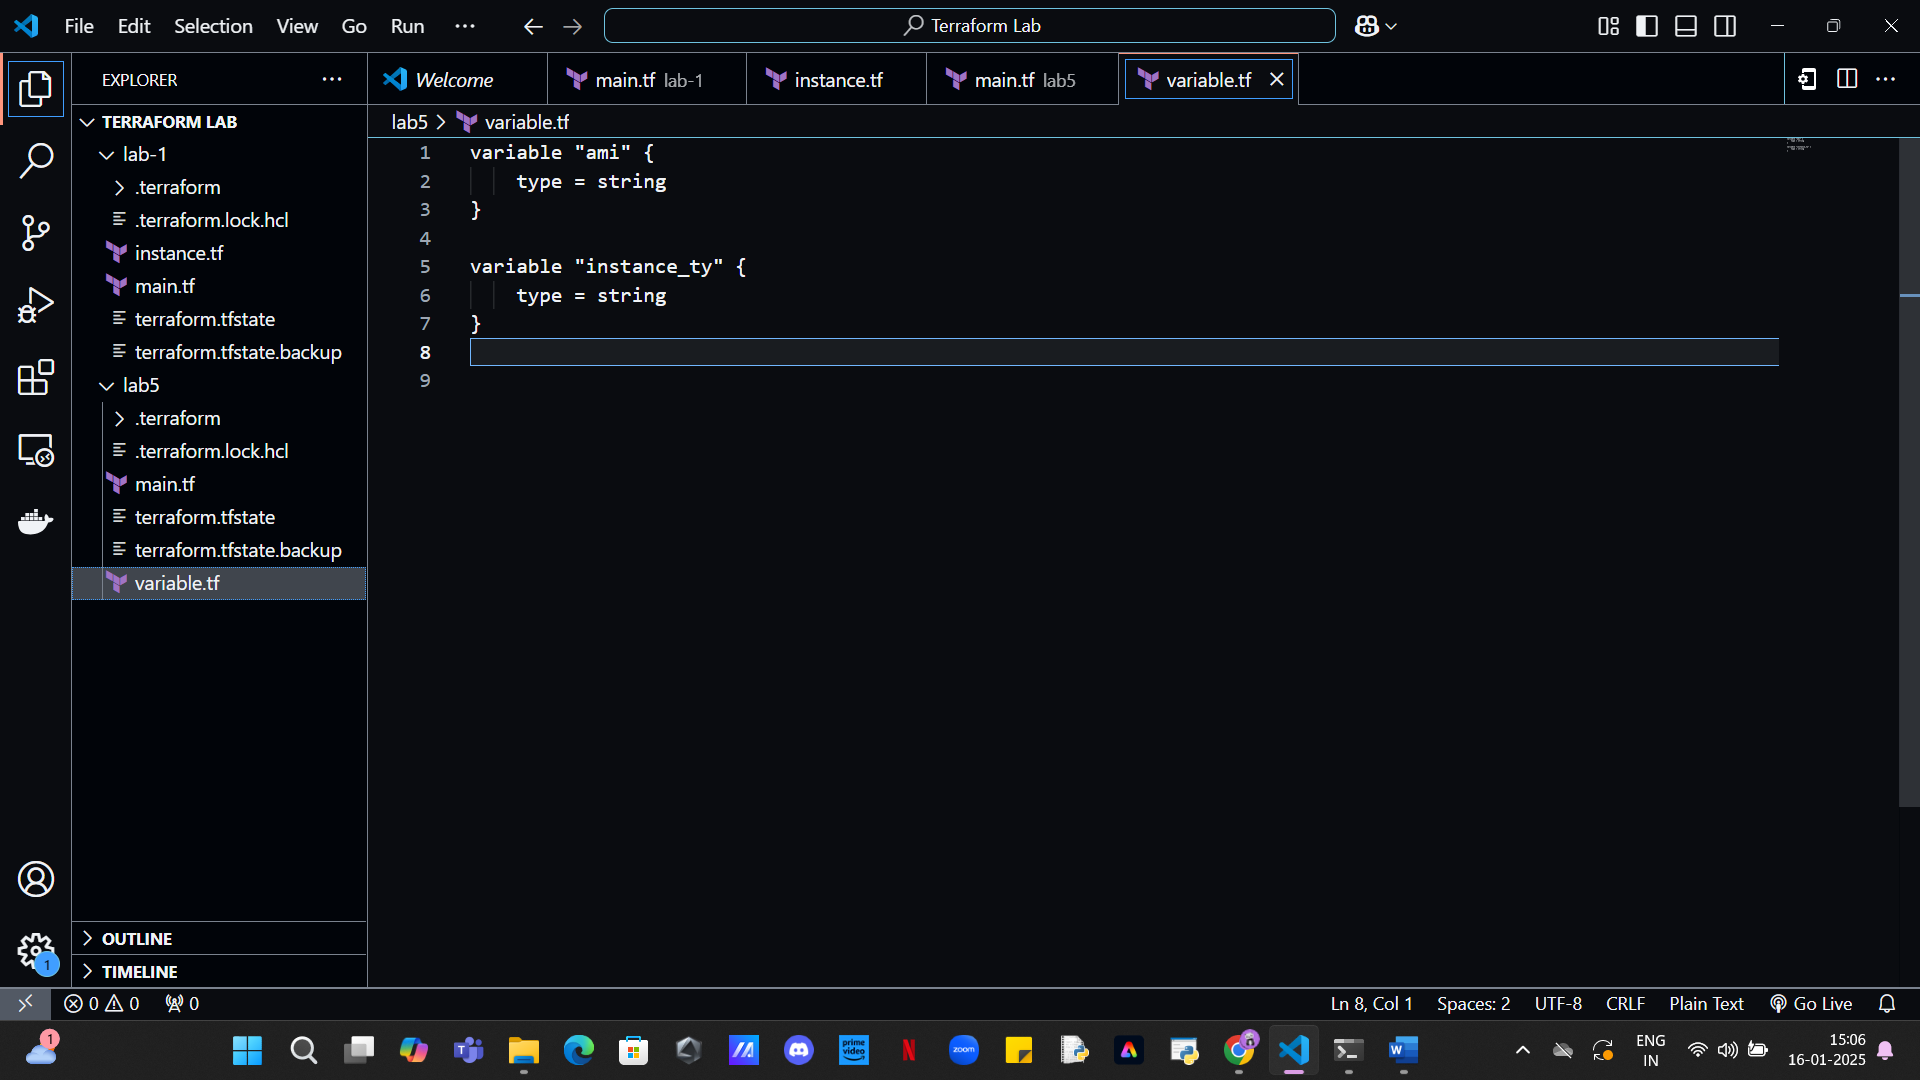 File Edit Selection View Go Run ··· Terraform Lab
EXPLORER ···
Welcome main.tf lab-1 instance.tf main.tf lab5 variable.tf
TERRAFORM LAB
lab-1
.terraform
.terraform.lock.hcl
instance.tf
main.tf
terraform.tfstate
terraform.tfstate.backup
lab5
.terraform
.terraform.lock.hcl
main.tf
terraform.tfstate
terraform.tfstate.backup
variable.tf
OUTLINE
TIMELINE
1
lab5 > variable.tf
1 variable "ami" {
2 type = string
3 }
4
5 variable "instance_ty" {
6 type = string
7 }
8
9
0 0 0 Ln 8, Col 1 Spaces: 2 UTF-8 CRLF Plain Text Go Live
1 prime video N zoom W ENG IN 15:06
16-01-2025